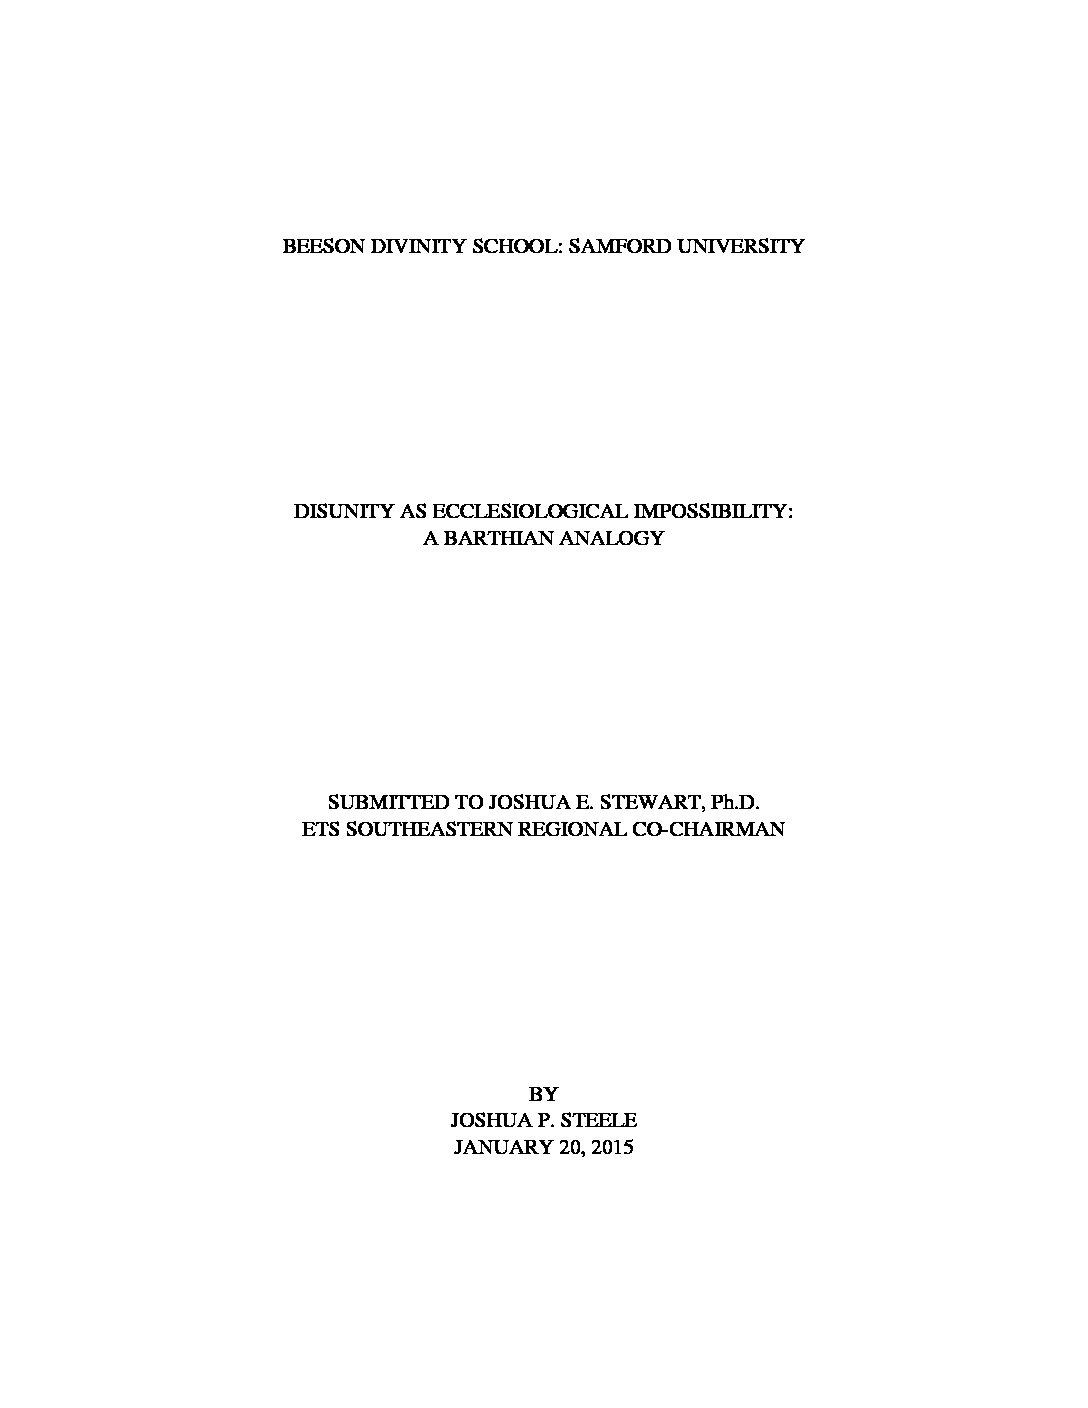 BEESON DIVINITY SCHOOL: SAMFORD UNIVERSITY
DISUNITY AS ECCLESIOLOGICAL IMPOSSIBILITY:
A BARTHIAN ANALOGY
SUBMITTED TO JOSHUA E. STEWART, Ph.D.
ETS SOUTHEASTERN REGIONAL CO-CHAIRMAN
BY
JOSHUA P. STEELE
JANUARY 20, 2015